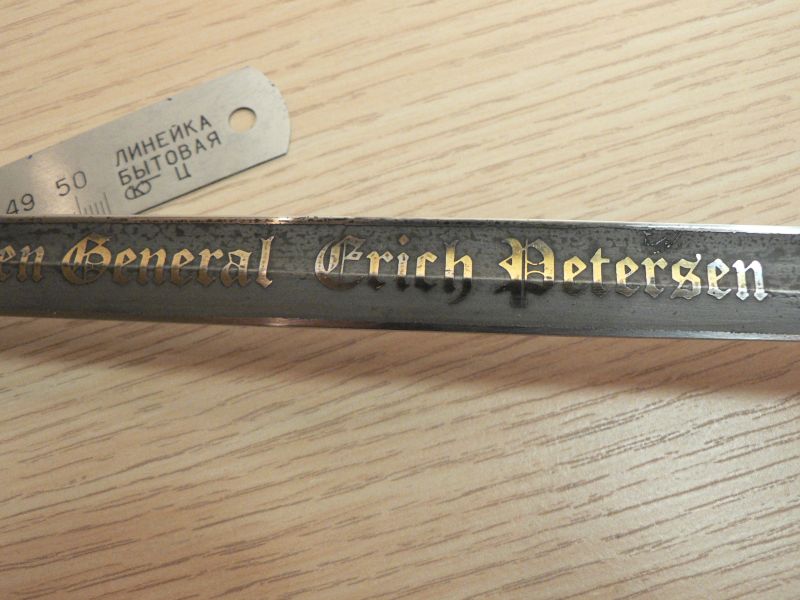 49 50 ЛИНЕЙКА
БЫТОВАЯ
Ц
en General Erich Petersen